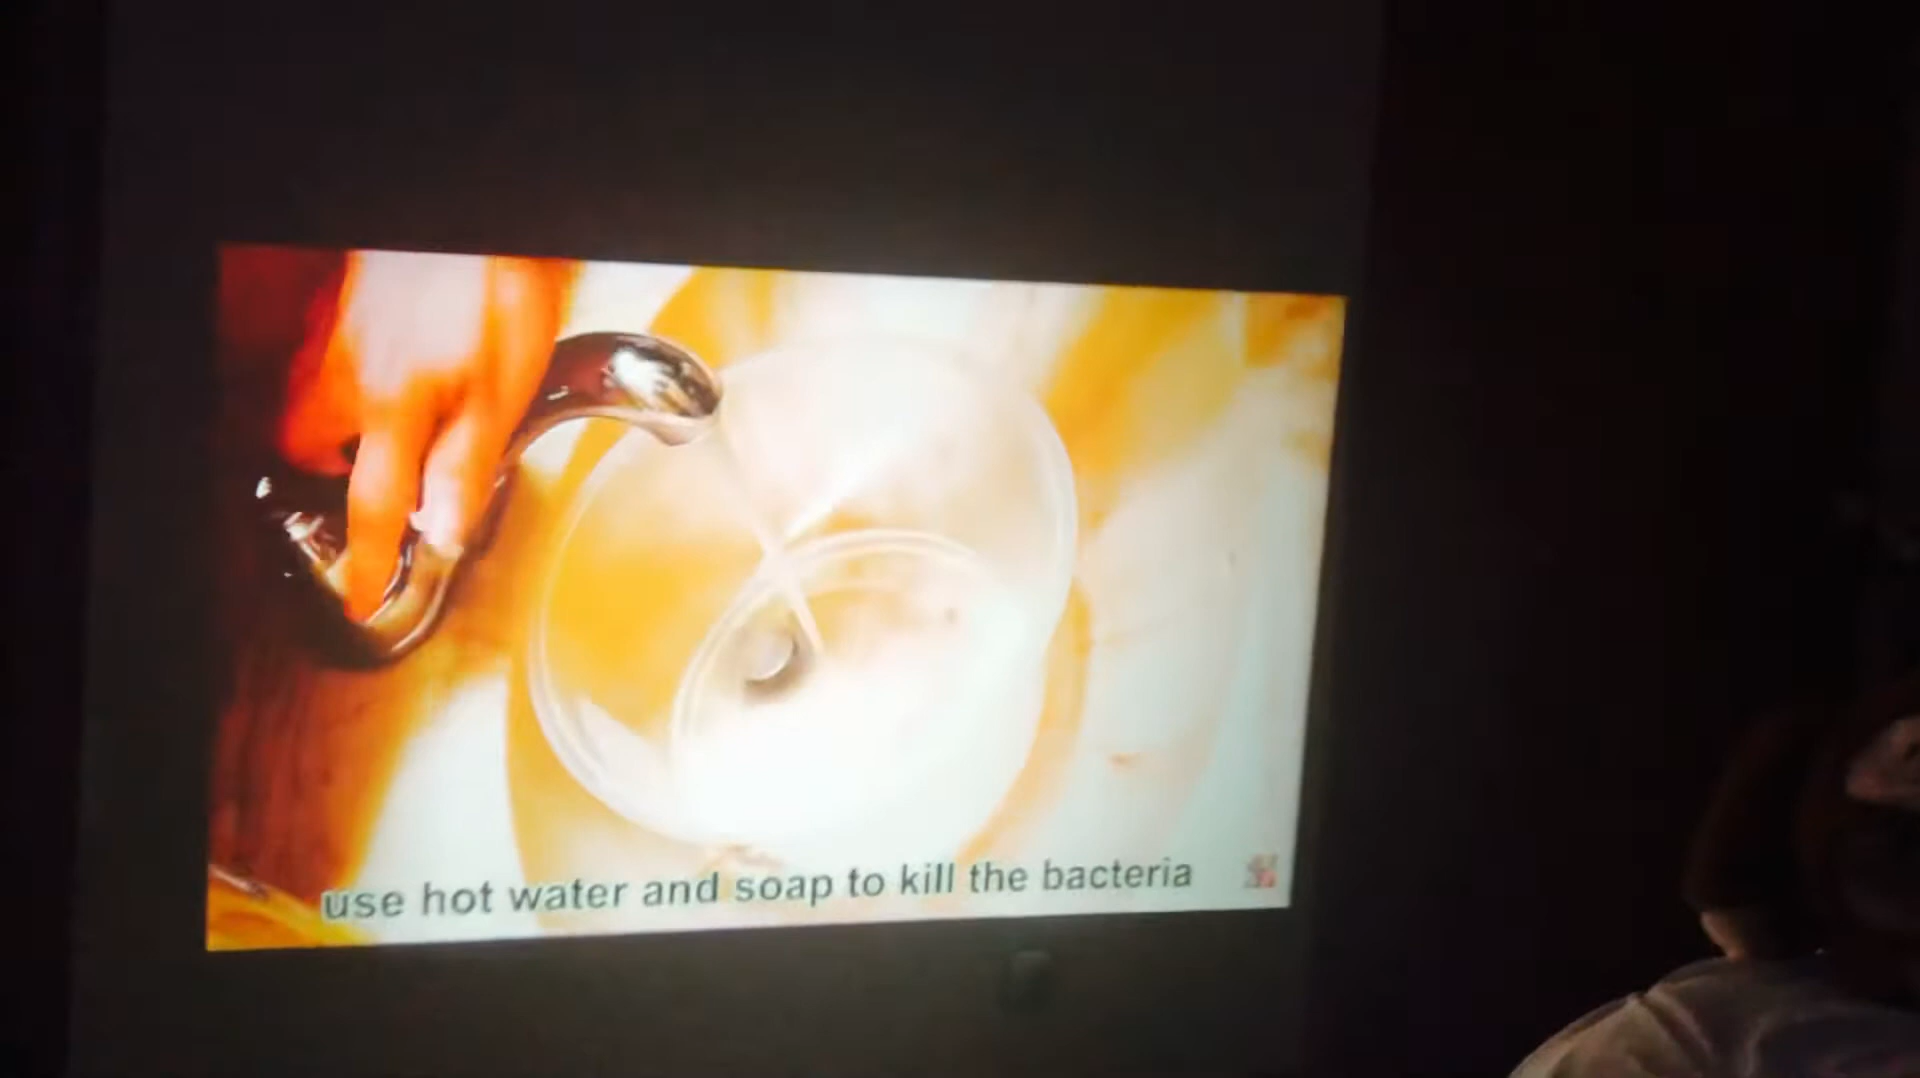 use hot water and soap to kill the bacteria